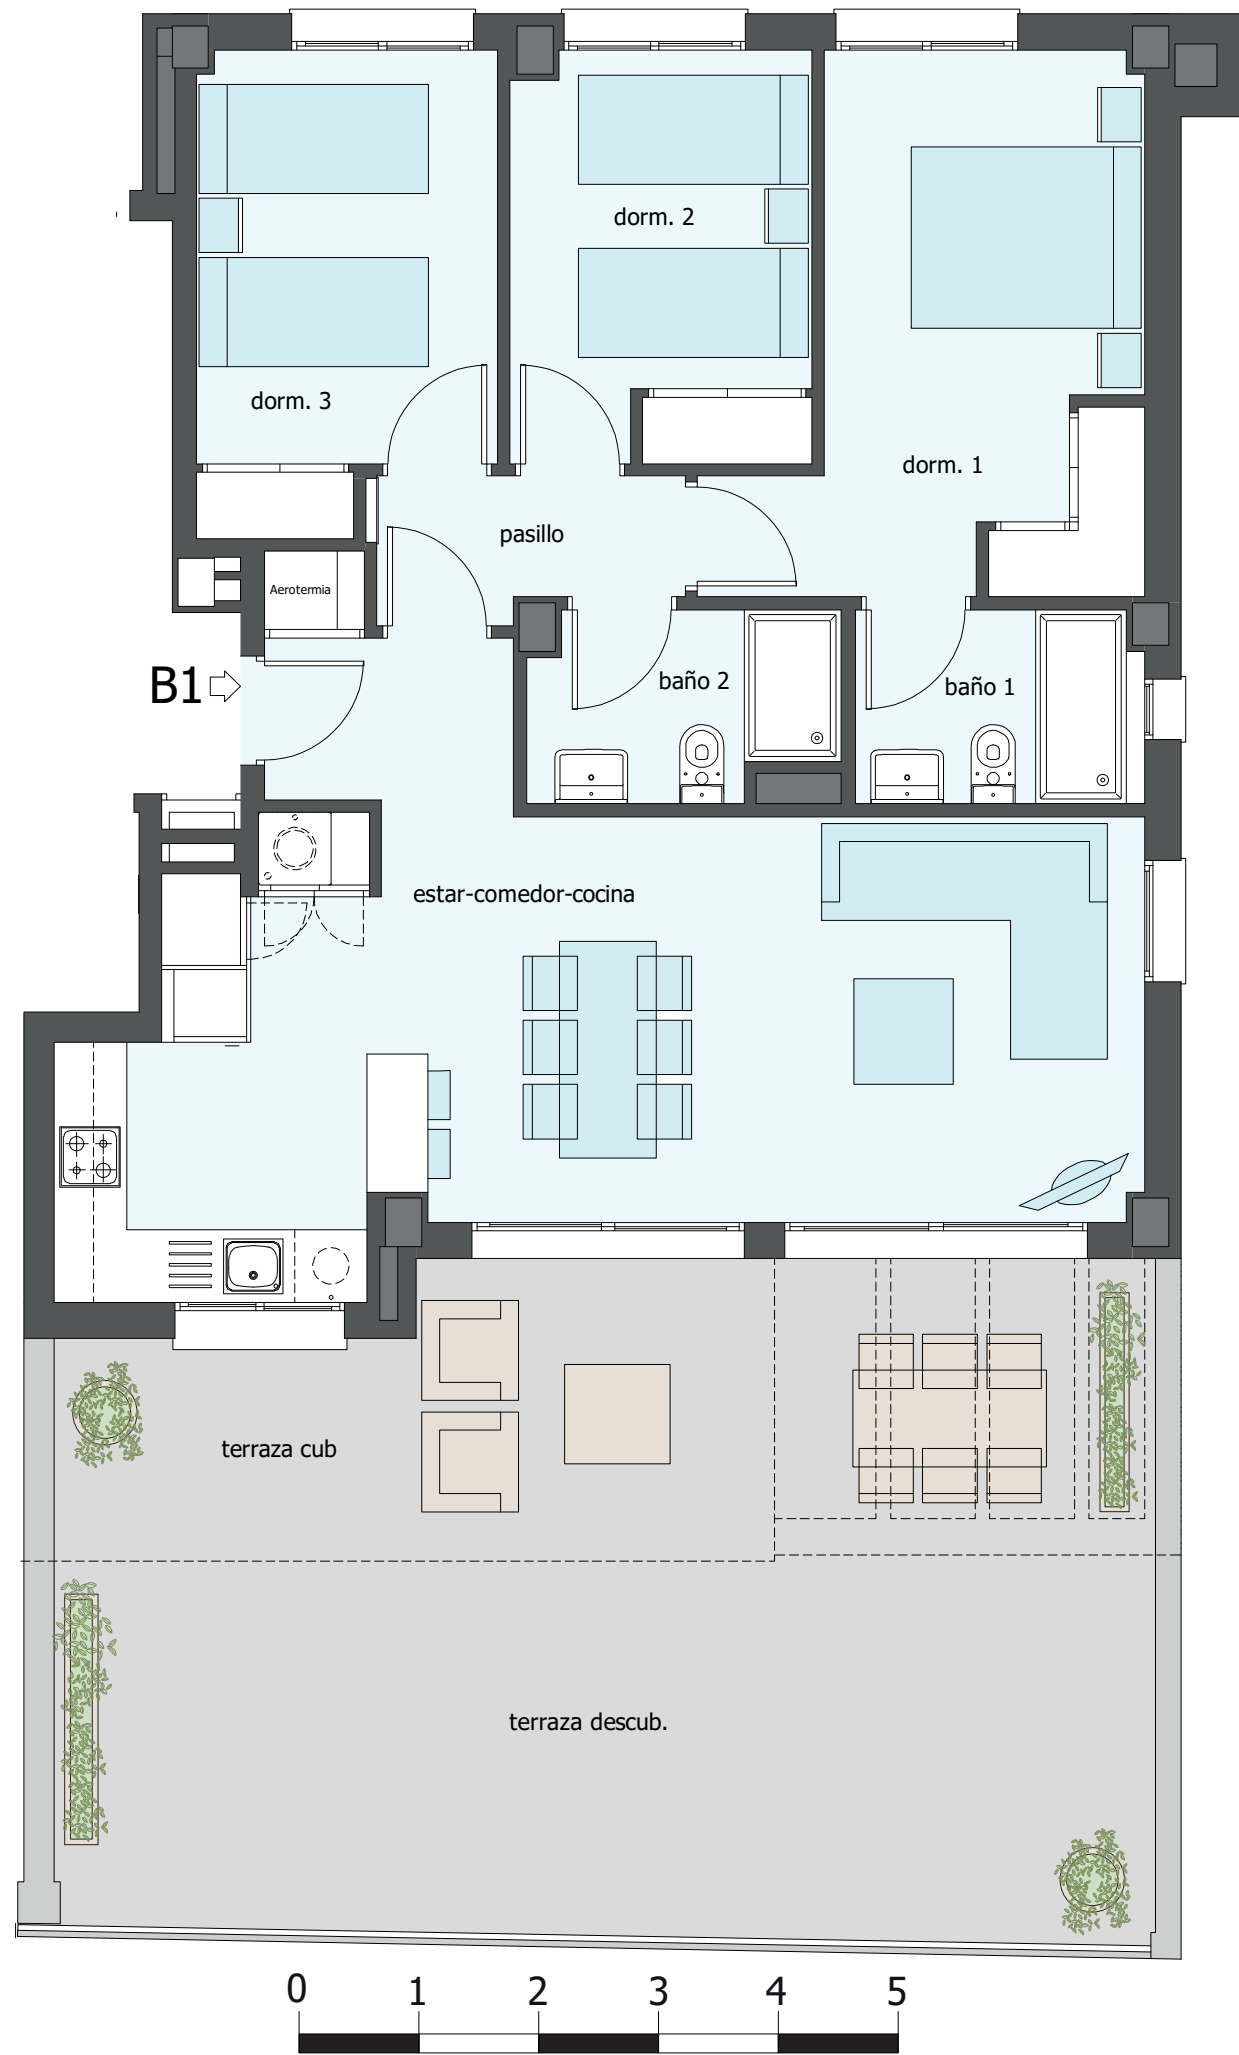 dorm. 2
dorm. 3
dorm. 1
pasillo
Aerotermia
B1
baño 2
baño 1
estar-comedor-cocina
terraza cub
terraza descub.
0 1 2 3 4 5